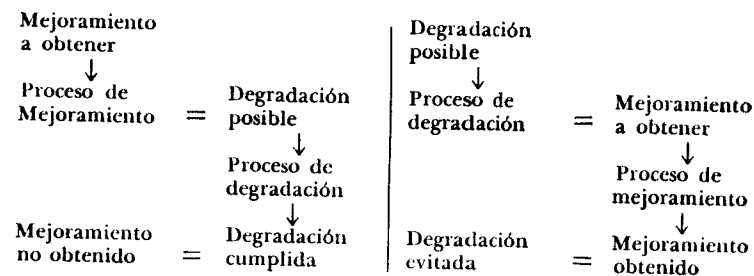 Mejoramiento
a obtener
↓
Proceso de
Mejoramiento = Degradación
posible
↓
Proceso de
degradación
↓
Mejoramiento
no obtenido = Degradación
cumplida
Degradación
posible
↓
Proceso de
degradación = Mejoramiento
a obtener
↓
Proceso de
mejoramiento
↓
Degradación
evitada = Mejoramiento
obtenido